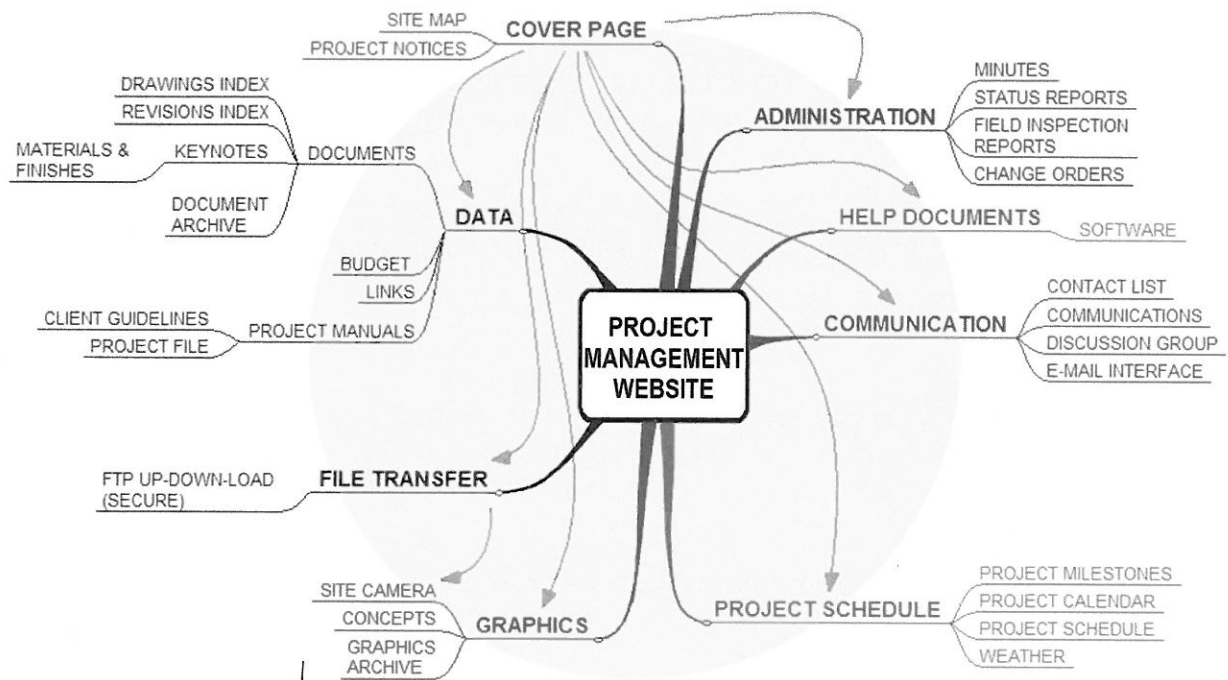 SITE MAP
PROJECT NOTICES
COVER PAGE
DRAWINGS INDEX
REVISIONS INDEX
MATERIALS &
FINISHES
KEYNOTES
DOCUMENT
ARCHIVE
DOCUMENTS
DATA
BUDGET
LINKS
CLIENT GUIDELINES
PROJECT FILE
PROJECT MANUALS
FTP UP-DOWN-LOAD
(SECURE)
FILE TRANSFER
SITE CAMERA
CONCEPTS
GRAPHICS
ARCHIVE
GRAPHICS
PROJECT
MANAGEMENT
WEBSITE
ADMINISTRATION
MINUTES
STATUS REPORTS
FIELD INSPECTION
REPORTS
CHANGE ORDERS
HELP DOCUMENTS
SOFTWARE
COMMUNICATION
CONTACT LIST
COMMUNICATIONS
DISCUSSION GROUP
E-MAIL INTERFACE
PROJECT SCHEDULE
PROJECT MILESTONES
PROJECT CALENDAR
PROJECT SCHEDULE
WEATHER